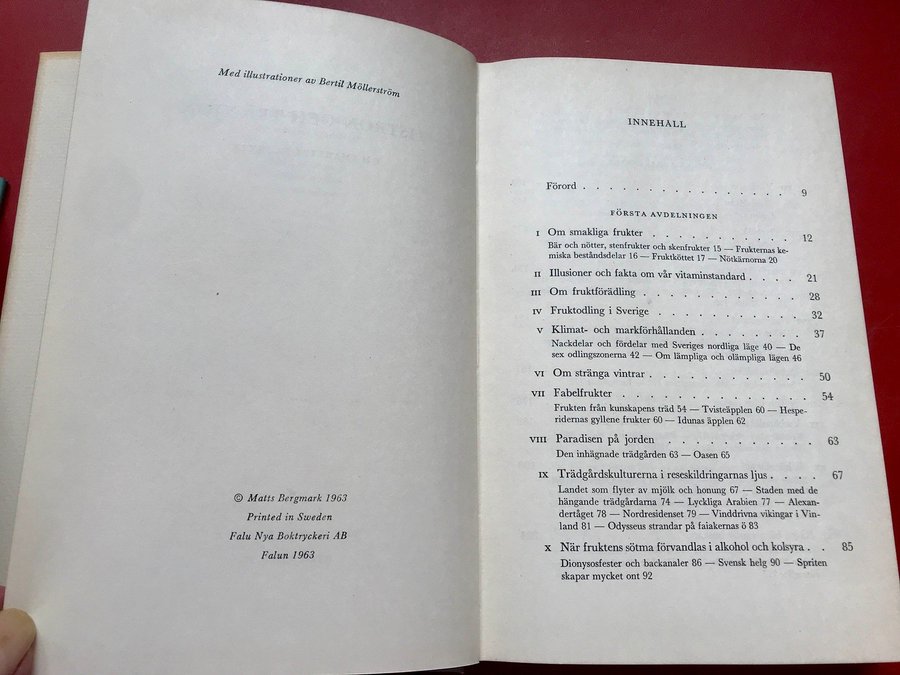 Med illustrationer av Bertil Möllerström
© Matts Bergmark 1963
Printed in Sweden
Falu Nya Boktryckeri AB
Falun 1963
INNEHALL
Förord . . . . . . . . . . . . . . . . 9
FÖRSTA AVDELNINGEN
I Om smakliga frukter . . . . . . . . . . . 12
Bär och nötter, stenfrukter och skenfrukter 15 — Frukternas ke-
miska beståndsdelar 16 — Fruktköttet 17 — Nötkärnorna 20
II Illusioner och fakta om vår vitaminstandard . . . . 21
III Om fruktförädling . . . . . . . . . . . 28
IV Fruktodling i Sverige . . . . . . . . . . 32
V Klimat- och markförhållanden . . . . . . . . 37
Nackdelar och fördelar med Sveriges nordliga läge 40 — De
sex odlingszonerna 42 — Om lämpliga och olämpliga lägen 46
VI Om stränga vintrar . . . . . . . . . . . 50
VII Fabelfrukter . . . . . . . . . . . . . 54
Frukten från kunskapens träd 54 — Tvisteäpplen 60 — Hespe-
ridernas gyllene frukter 60 — Idunas äpplen 62
VIII Paradisen på jorden . . . . . . . . . . 63
Den inhägnade trädgården 63 — Oasen 65
IX Trädgårdskulturerna i reseskildringarnas ljus . . . . 67
Landet som flyter av mjölk och honung 67 — Staden med de
hängande trädgårdarna 74 — Lyckliga Arabien 77 — Alexan-
dertåget 78 — Nordresidenset 79 — Vinddrivna vikingar i Vin-
land 81 — Odysseus strandar på faiakernas ö 83
X När fruktens sötma förvandlas i alkohol och kolsyra . . 85
Dionysosfester och backanaler 86 — Svensk helg 90 — Spriten
skapar mycket ont 92